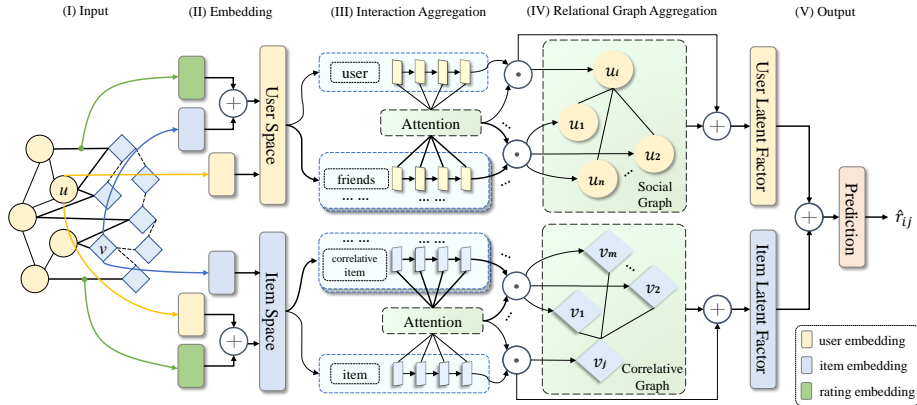 (I) Input
(II) Embedding
(III) Interaction Aggregation
(IV) Relational Graph Aggregation
(V) Output
u
v
User Space
user
Attention
friends
... ...
u_i
u_1
u_2
u_n
Social
Graph
User Latent Factor
Prediction
r̂_{ij}
Item Space
... ...
correlative
item
Attention
item
v_m
v_2
v_1
v_j
Correlative
Graph
Item Latent Factor
user embedding
item embedding
rating embedding